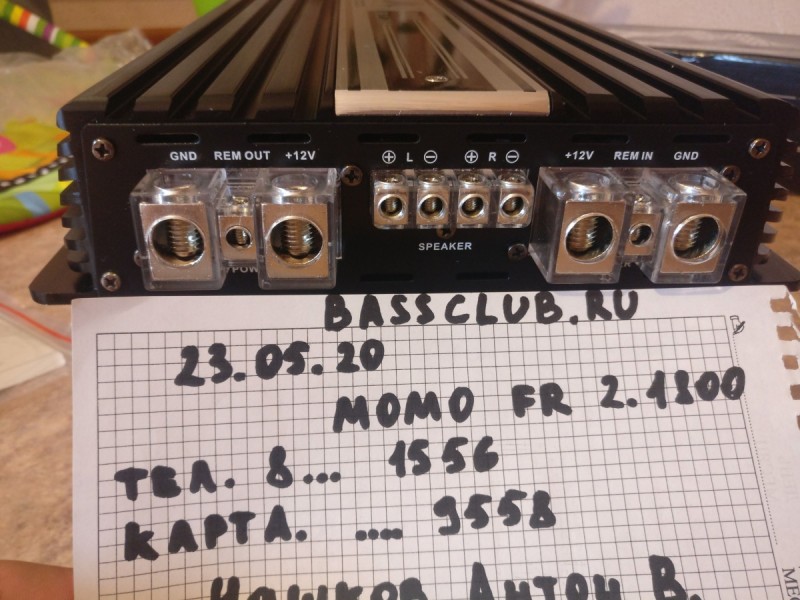 GND REM OUT +12V + L − + R − +12V REM IN GND
SPEAKER
BASSCLUB.RU
23.05.20
MOMO FR 2.1800
ТЕЛ. 8... 1556
КАРТА. .... 9558
Чашков Антон В.